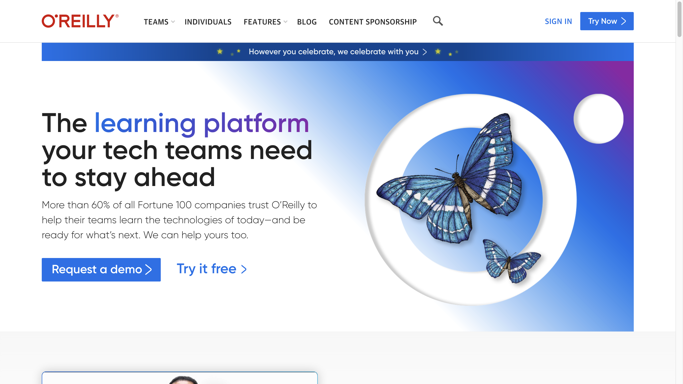 O'REILLY®
TEAMS
INDIVIDUALS
FEATURES
BLOG
CONTENT SPONSORSHIP
SIGN IN
Try Now
However you celebrate, we celebrate with you
The learning platform
your tech teams need
to stay ahead
More than 60% of all Fortune 100 companies trust O’Reilly to
help their teams learn the technologies of today—and be
ready for what’s next. We can help yours too.
Request a demo
Try it free